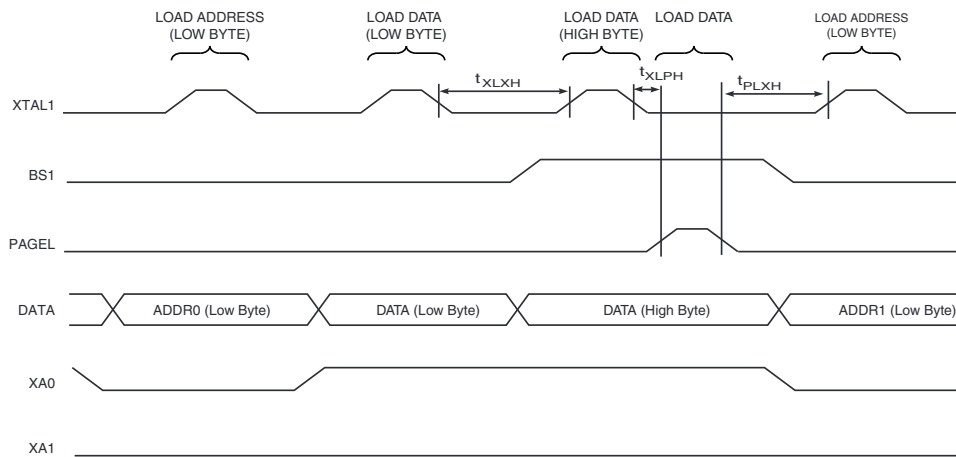 LOAD ADDRESS
(LOW BYTE)
LOAD DATA
(LOW BYTE)
LOAD DATA
(HIGH BYTE)
LOAD DATA
LOAD ADDRESS
(LOW BYTE)
tXLXH
tXLPH
tPLXH
XTAL1
BS1
PAGEL
DATA
ADDR0 (Low Byte)
DATA (Low Byte)
DATA (High Byte)
ADDR1 (Low Byte)
XA0
XA1